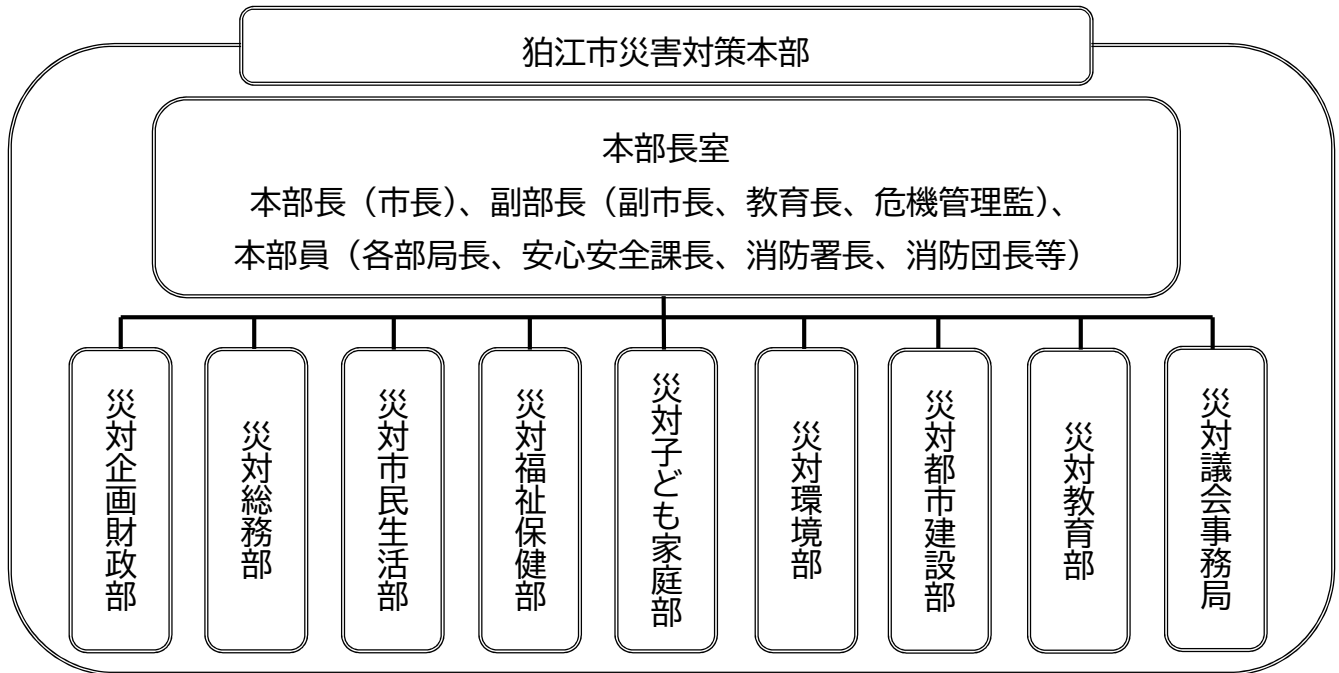 狛江市災害対策本部
本部長室
本部長（市長）、副部長（副市長、教育長、危機管理監）、
本部員（各部局長、安心安全課長、消防署長、消防団長等）
災対企画財政部
災対総務部
災対市民生活部
災対福祉保健部
災対子ども家庭部
災対環境部
災対都市建設部
災対教育部
災対議会事務局